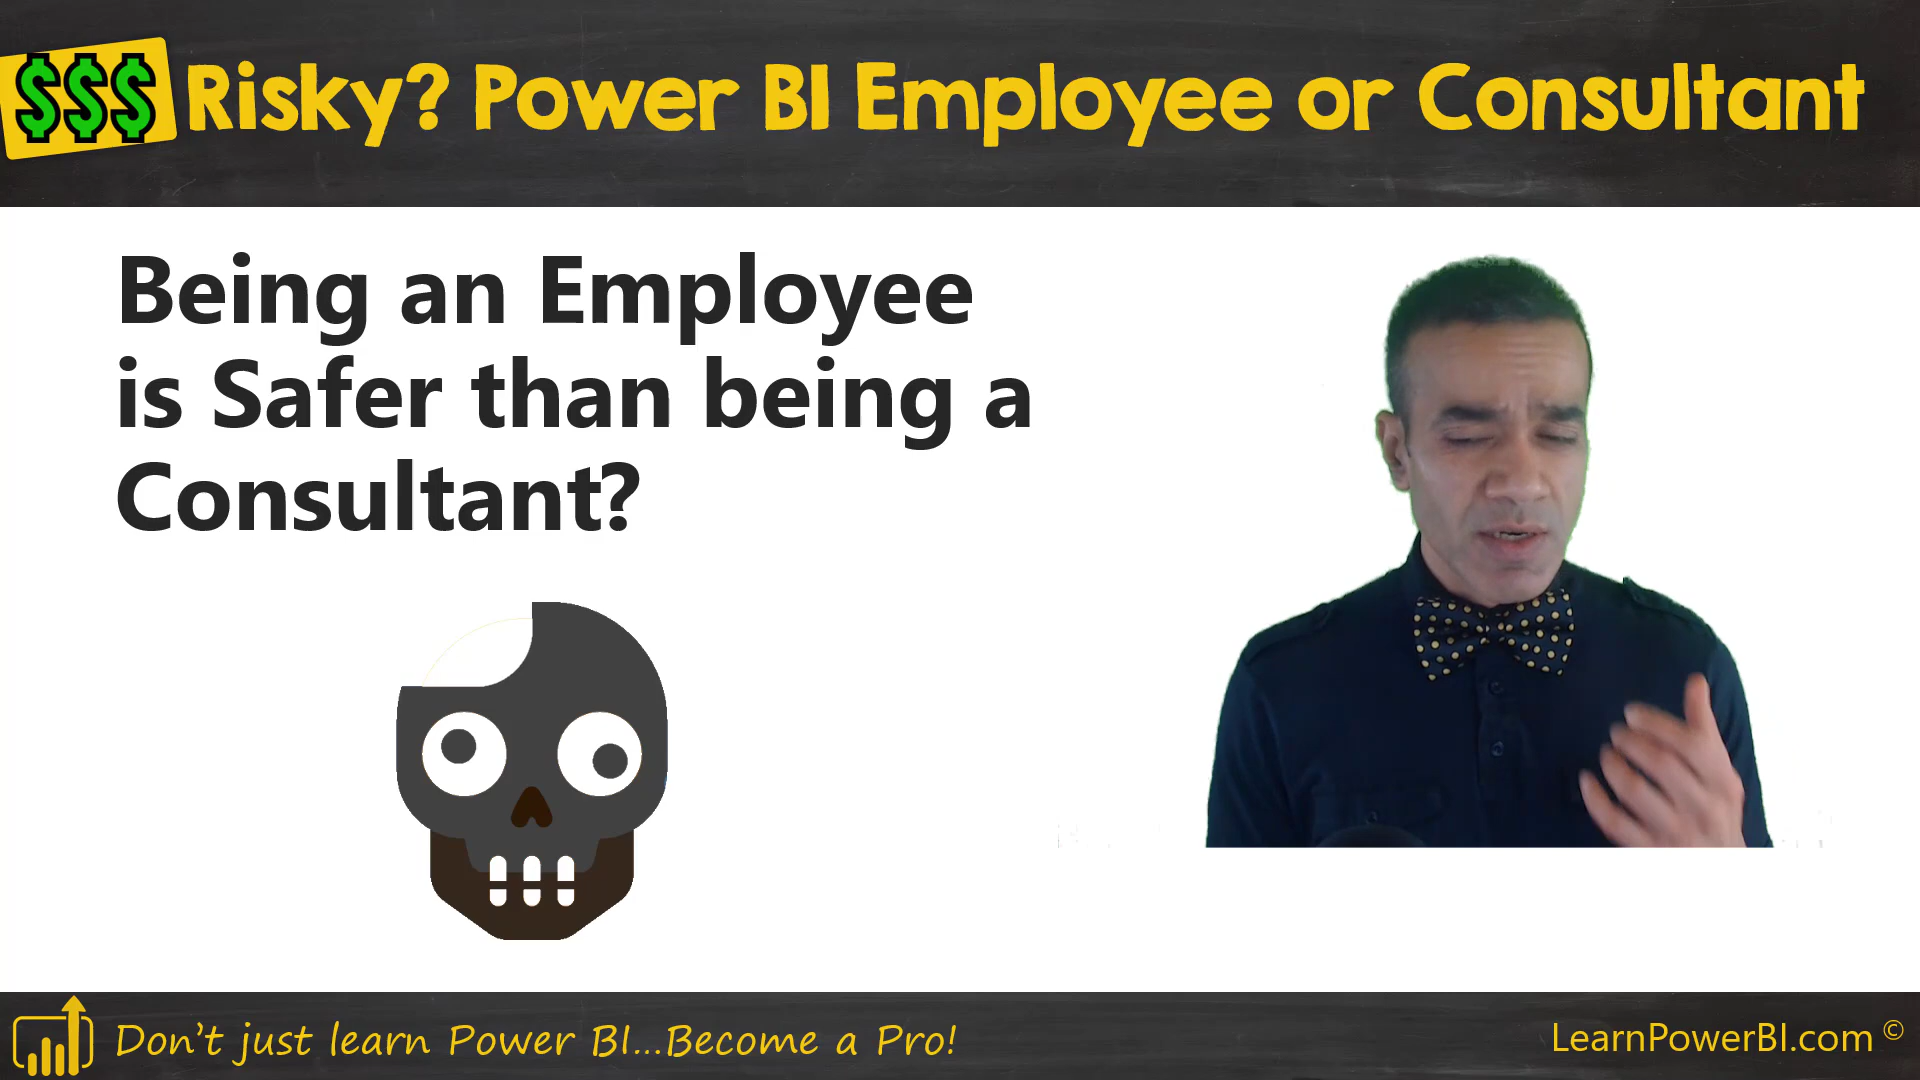 $$$ Risky? Power BI Employee or Consultant
Being an Employee
is Safer than being a
Consultant?
Don't just learn Power BI...Become a Pro!
LearnPowerBI.com ©